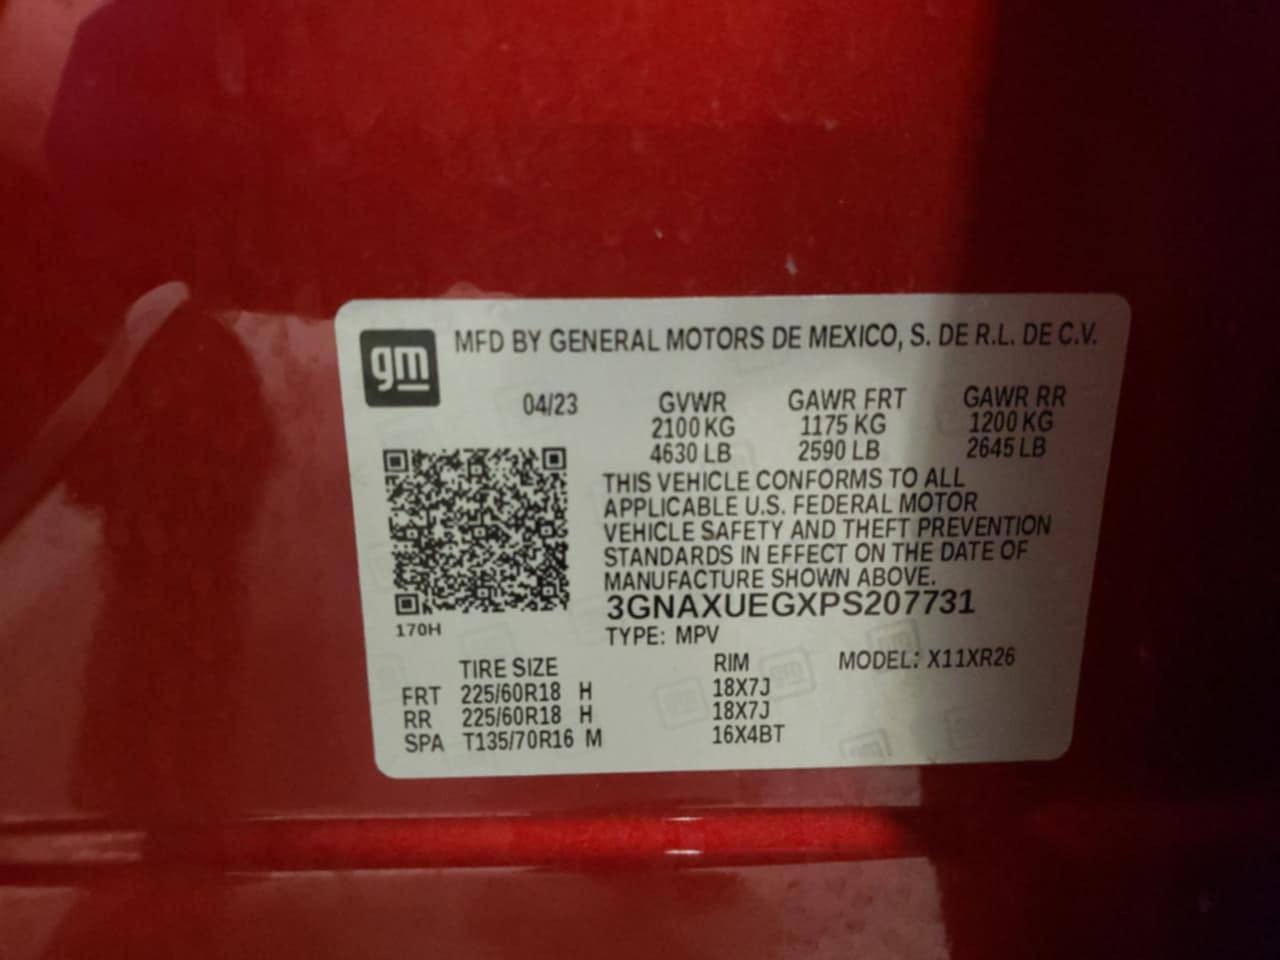 gm
MFD BY GENERAL MOTORS DE MEXICO, S. DE R.L. DE C.V.
04/23 GVWR GAWR FRT GAWR RR
2100 KG 1175 KG 1200 KG
4630 LB 2590 LB 2645 LB
THIS VEHICLE CONFORMS TO ALL
APPLICABLE U.S. FEDERAL MOTOR
VEHICLE SAFETY AND THEFT PREVENTION
STANDARDS IN EFFECT ON THE DATE OF
MANUFACTURE SHOWN ABOVE.
3GNAXUEGXPS207731
170H
TYPE: MPV
TIRE SIZE RIM MODEL: X11XR26
FRT 225/60R18 H 18X7J
RR 225/60R18 H 18X7J
SPA T135/70R16 M 16X4BT